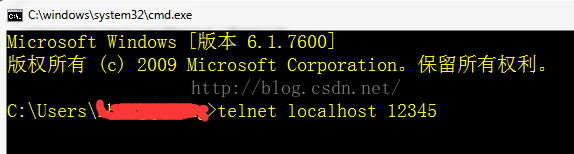 C:\windows\system32\cmd.exe
Microsoft Windows [版本 6.1.7600]
版权所有 (c) 2009 Microsoft Corporation。保留所有权利。
http://blog.csdn.net/
C:\Users\>telnet localhost 12345